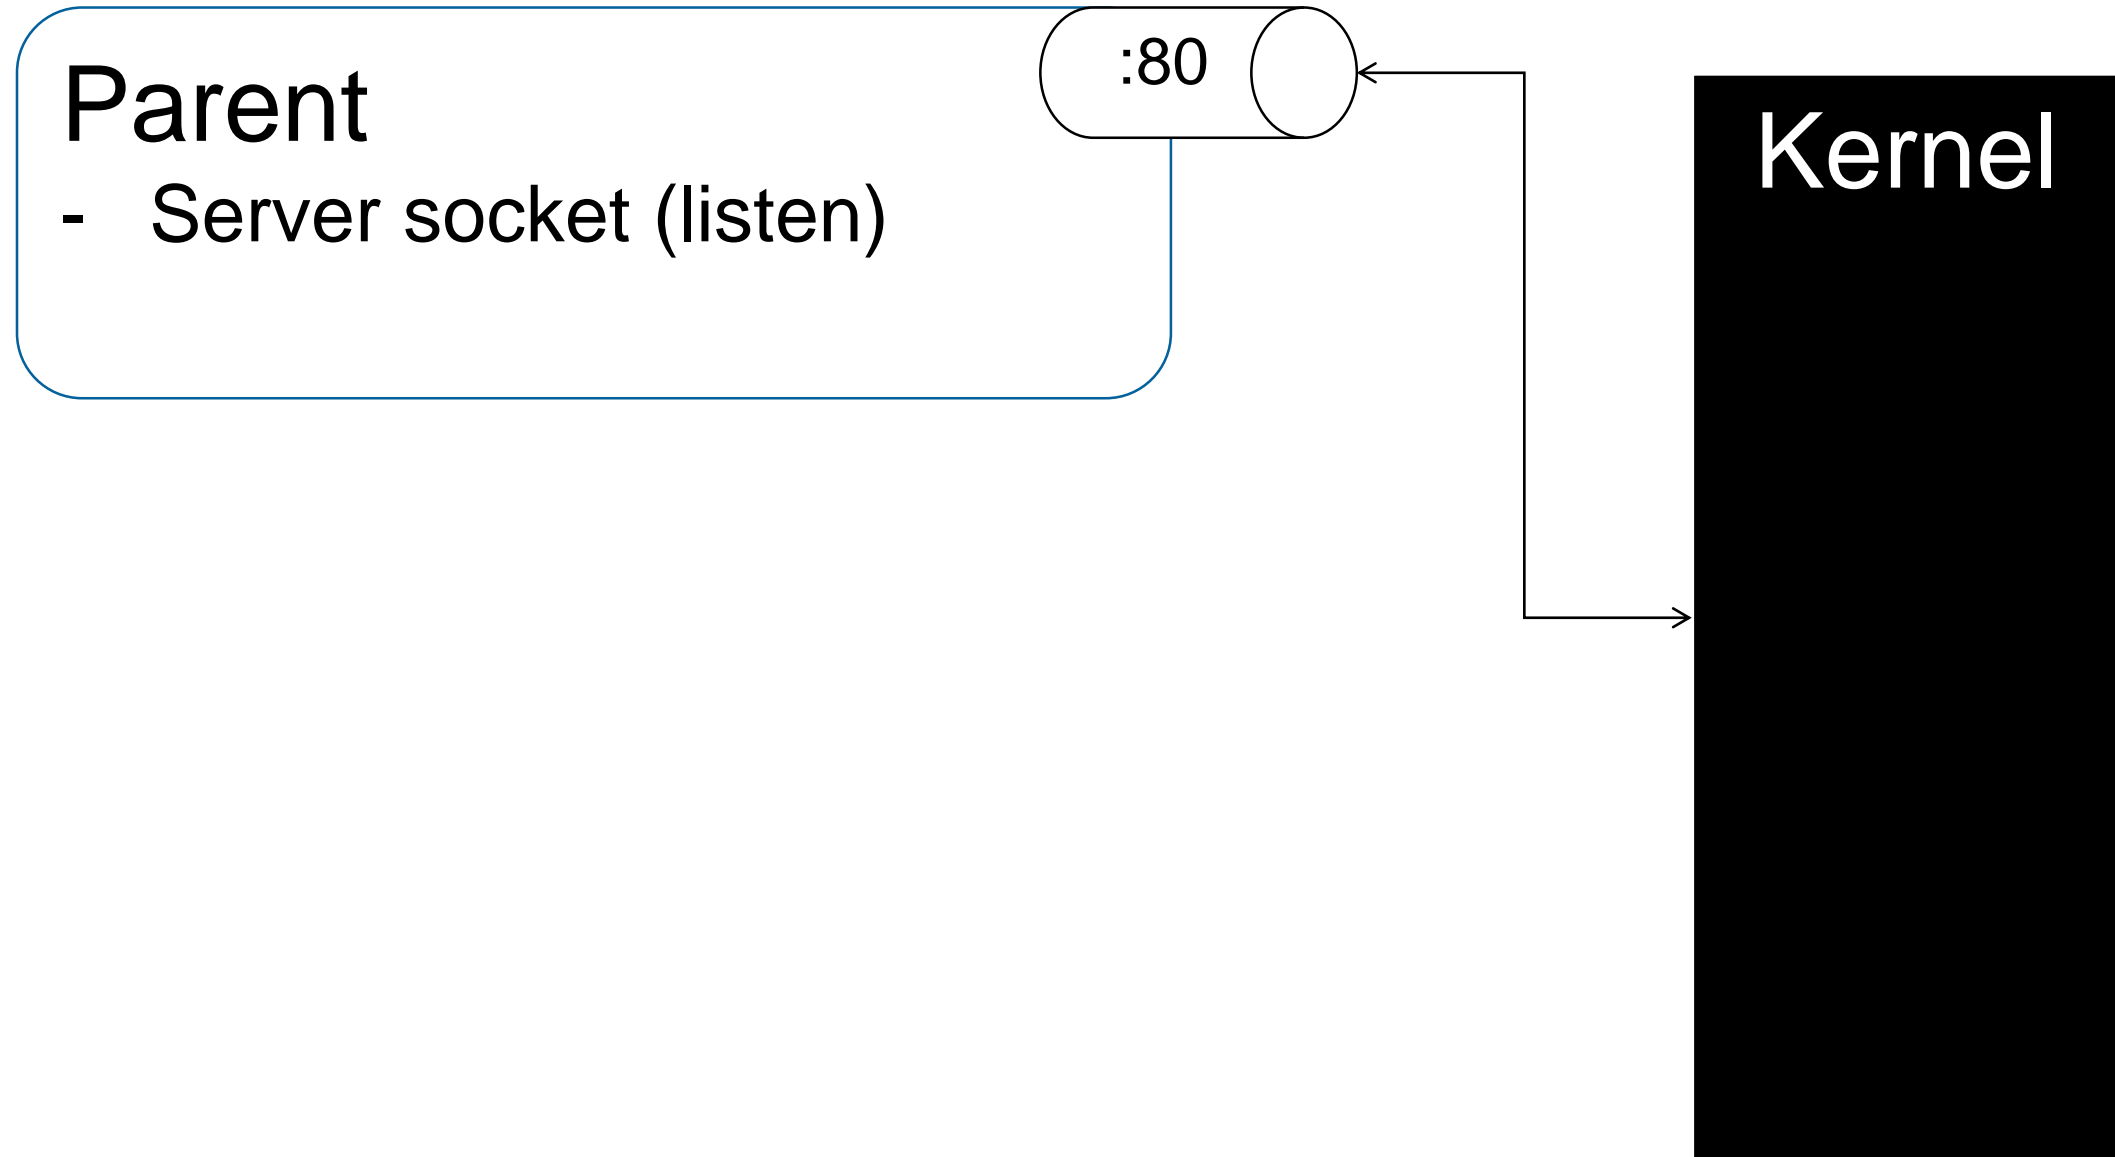 Parent
- Server socket (listen)
:80
Kernel